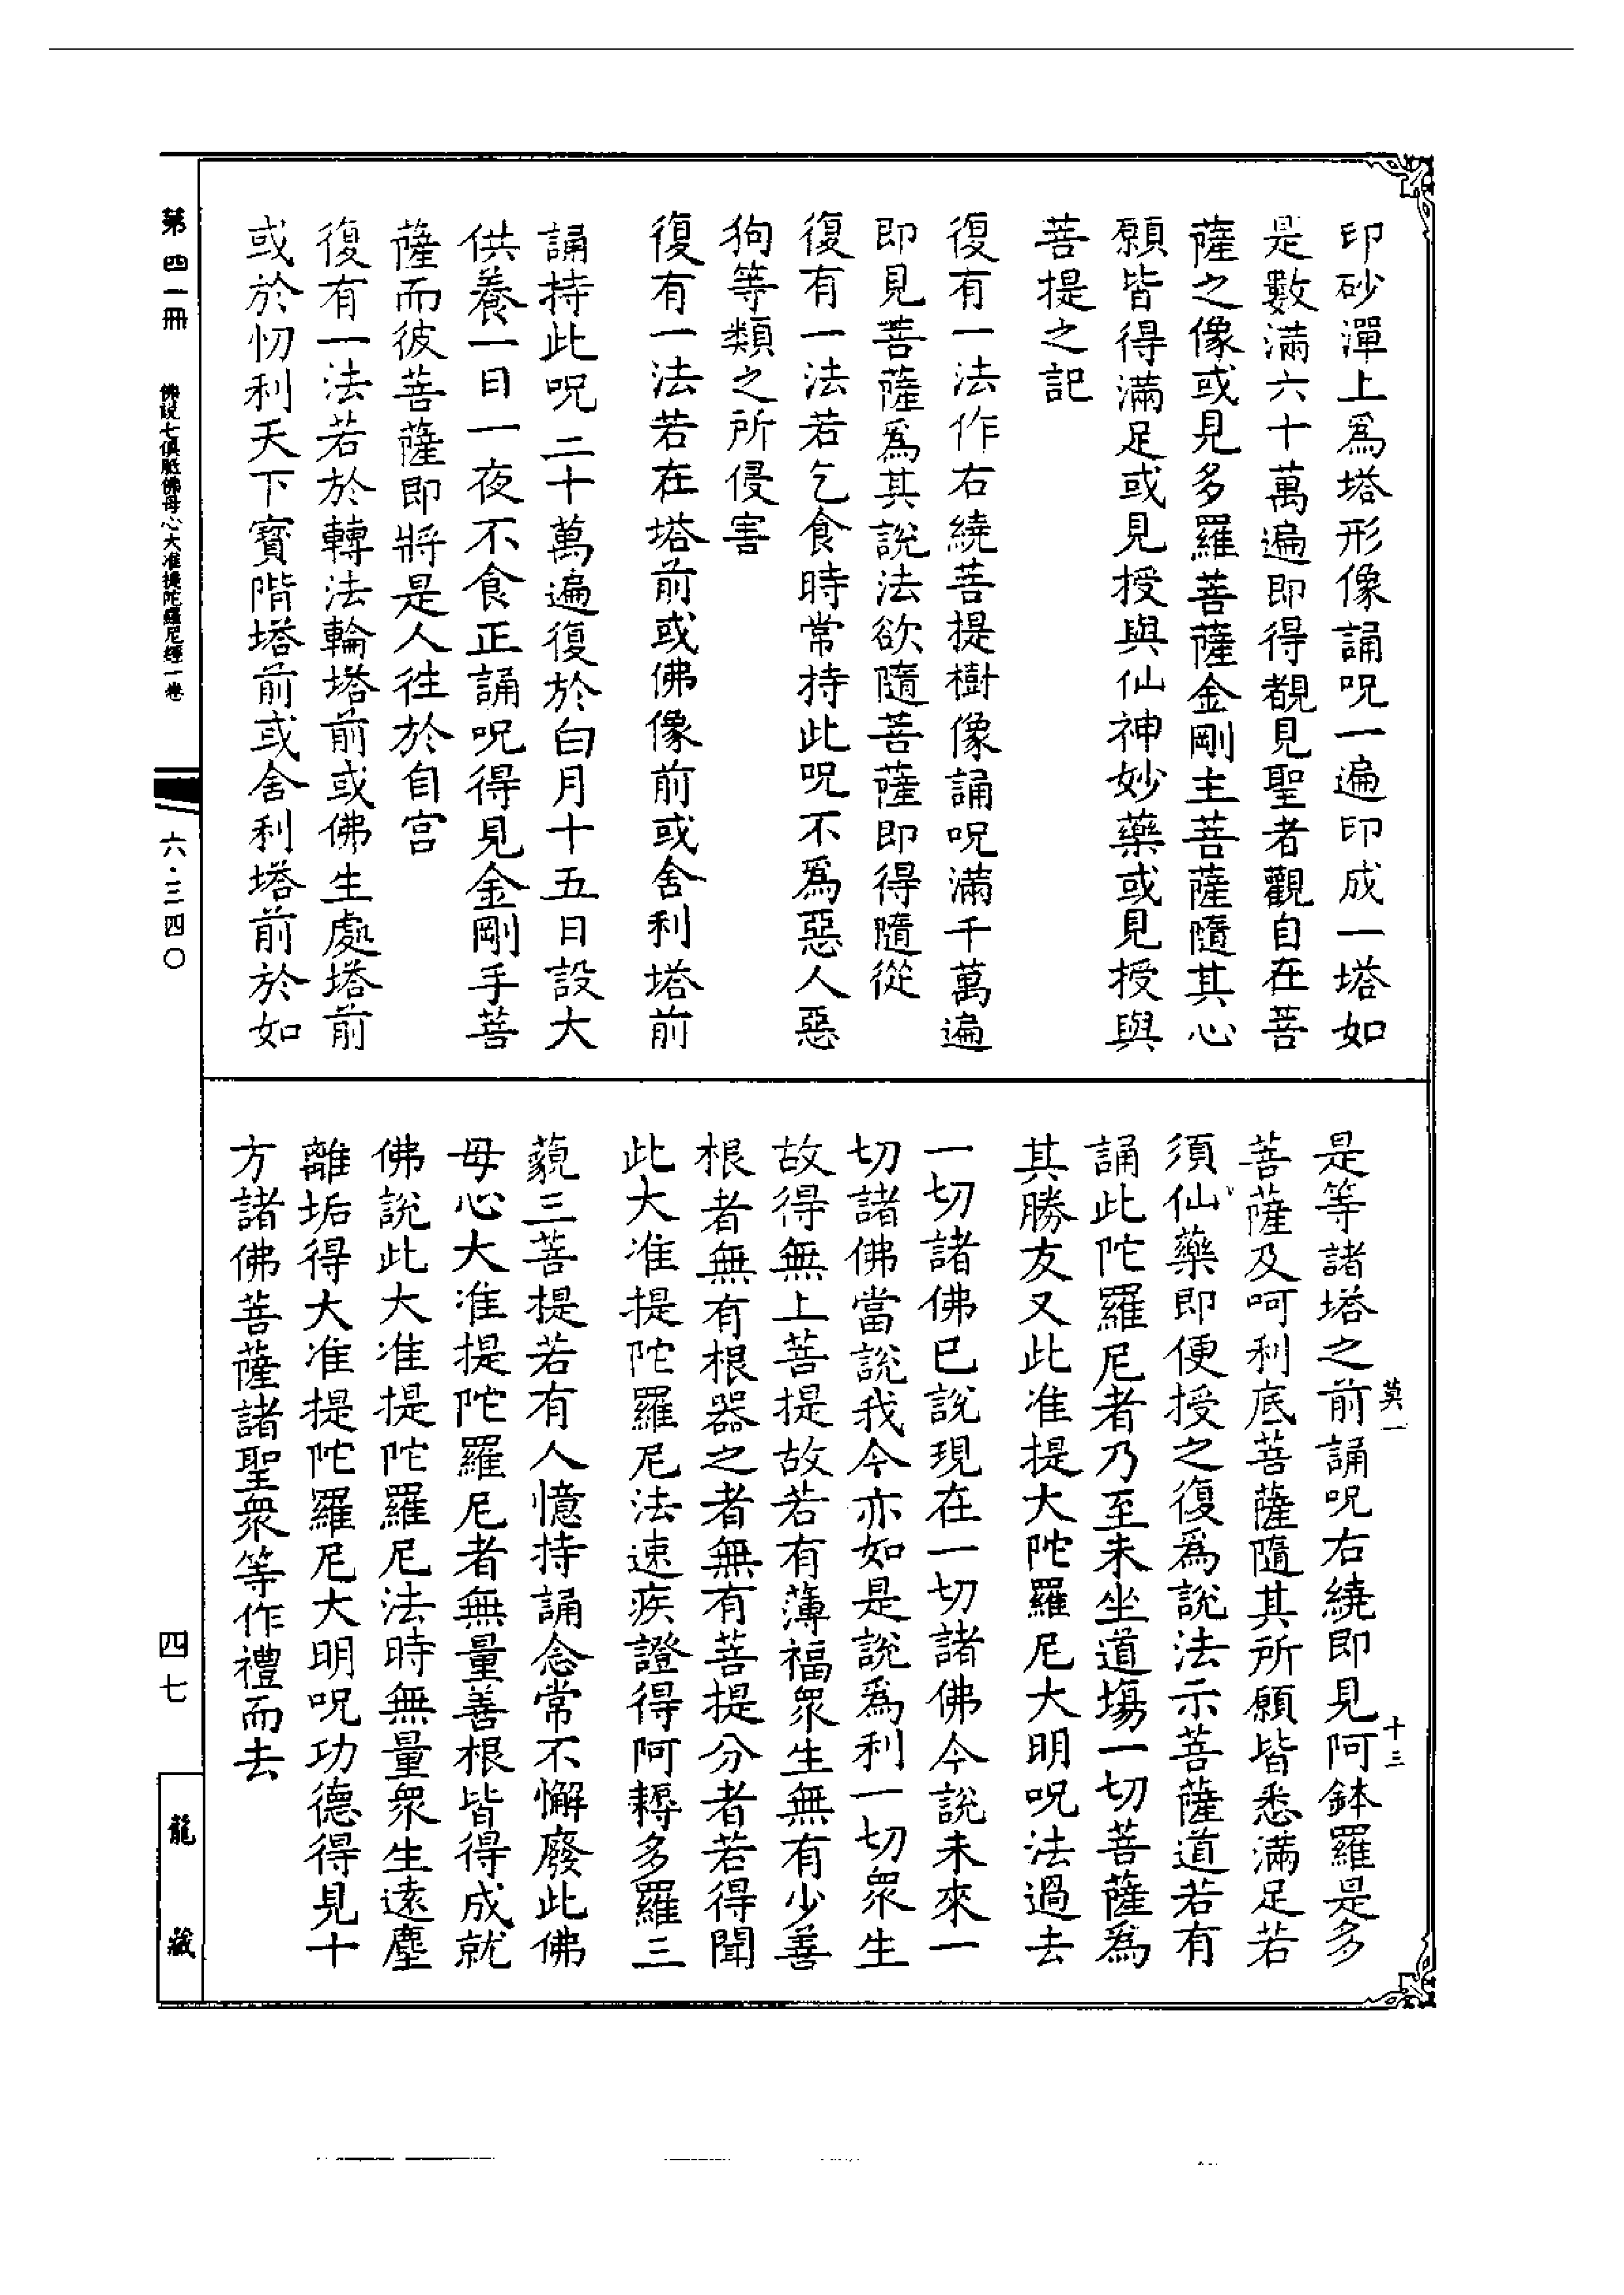 印砂潬上爲塔形像誦呪一遍印成一塔如
是數滿六十萬遍即得覩見聖者觀自在菩
薩之像或見多羅菩薩金剛主菩薩隨其心
願皆得滿足或見授與仙神妙藥或見授與
菩提之記
復有一法作右繞菩提樹像誦呪滿千萬遍
即見菩薩爲其說法欲隨菩薩即得隨從
復有一法若乞食時常持此呪不爲惡人惡
狗等類之所侵害
復有一法若在塔前或佛像前或舍利塔前
誦持此呪二十萬遍復於白月十五日設大
供養一日一夜不食正誦呪得見金剛手菩
薩而彼菩薩即將是人往於自宮
復有一法若於轉法輪塔前或佛生處塔前
或於忉利天下寳階塔前或舍利塔前於如
是等諸塔之前誦呪右繞即見阿鉢羅是多
菩薩及呵利底菩薩隨其所願皆悉滿足若
須仙藥即便授之復爲說法示菩薩道若有
誦此陀羅尼者乃至未坐道場一切菩薩爲
其勝友又此准提大陀羅尼大明呪法過去
一切諸佛已說現在一切諸佛今說未來一
切諸佛當說我今亦如是說爲利一切衆生
故得無上菩提故若有薄福衆生無有少善
根者無有根器之者無有菩提分者若得聞
此大准提陀羅尼法速疾證得阿耨多羅三
藐三菩提若有人憶持誦念常不懈廢此佛
母心大准提陀羅尼者無量善根皆得成就
佛說此大准提陀羅尼法時無量衆生遠塵
離垢得大准提陀羅尼大明呪功德得見十
方諸佛菩薩諸聖衆等作禮而去
莫一
十三
第四一冊
佛說七俱胝佛母心大准提陀羅尼經一卷
六·三四〇
四七
龍藏